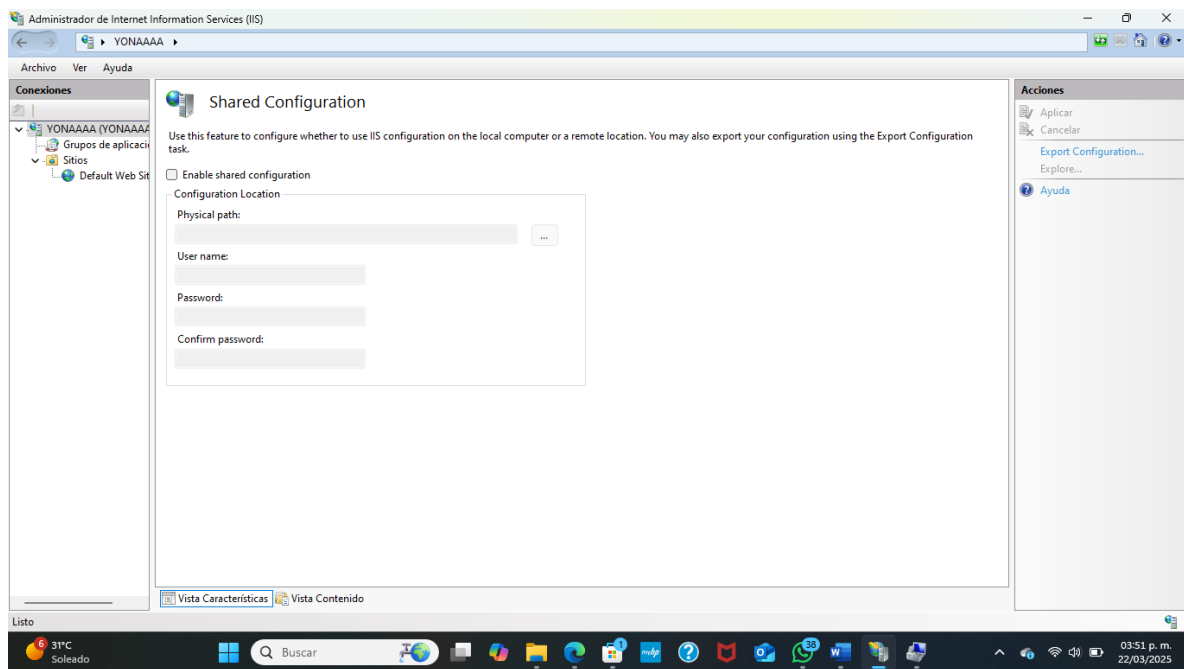 Administrador de Internet Information Services (IIS)
YONAAAA
Archivo Ver Ayuda
Conexiones
YONAAAA (YONAAAA
Grupos de aplicacio
Sitios
Default Web Sit
Shared Configuration
Use this feature to configure whether to use IIS configuration on the local computer or a remote location. You may also export your configuration using the Export Configuration
task.
Enable shared configuration
Configuration Location
Physical path:
...
User name:
Password:
Confirm password:
Vista Características Vista Contenido
Acciones
Aplicar
Cancelar
Export Configuration...
Explore...
Ayuda
Listo
6
31°C
Soleado
Buscar
1
myhp
38
03:51 p. m.
22/03/2025